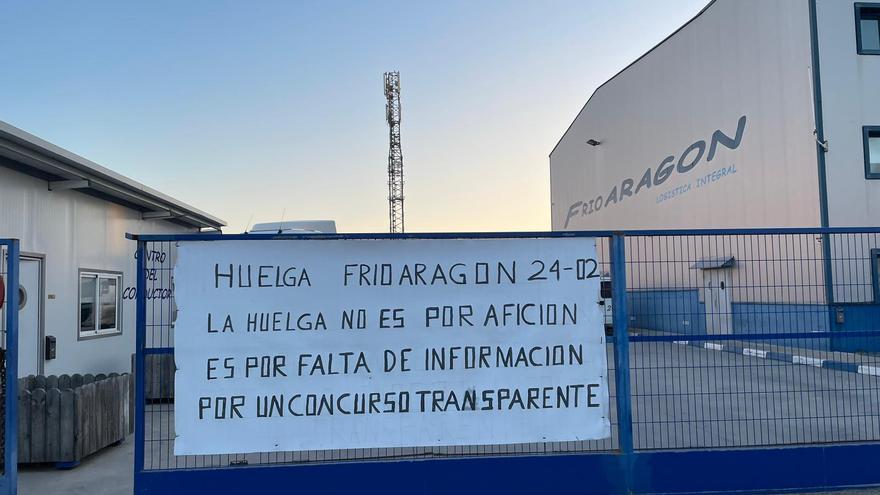 FRIOARAGON
LOGISTICA INTEGRAL
CENTRO
DEL
CONDUCTOR
HUELGA FRIOARAGON 24-02
LA HUELGA NO ES POR AFICION
ES POR FALTA DE INFORMACION
POR UN CONCURSO TRANSPARENTE